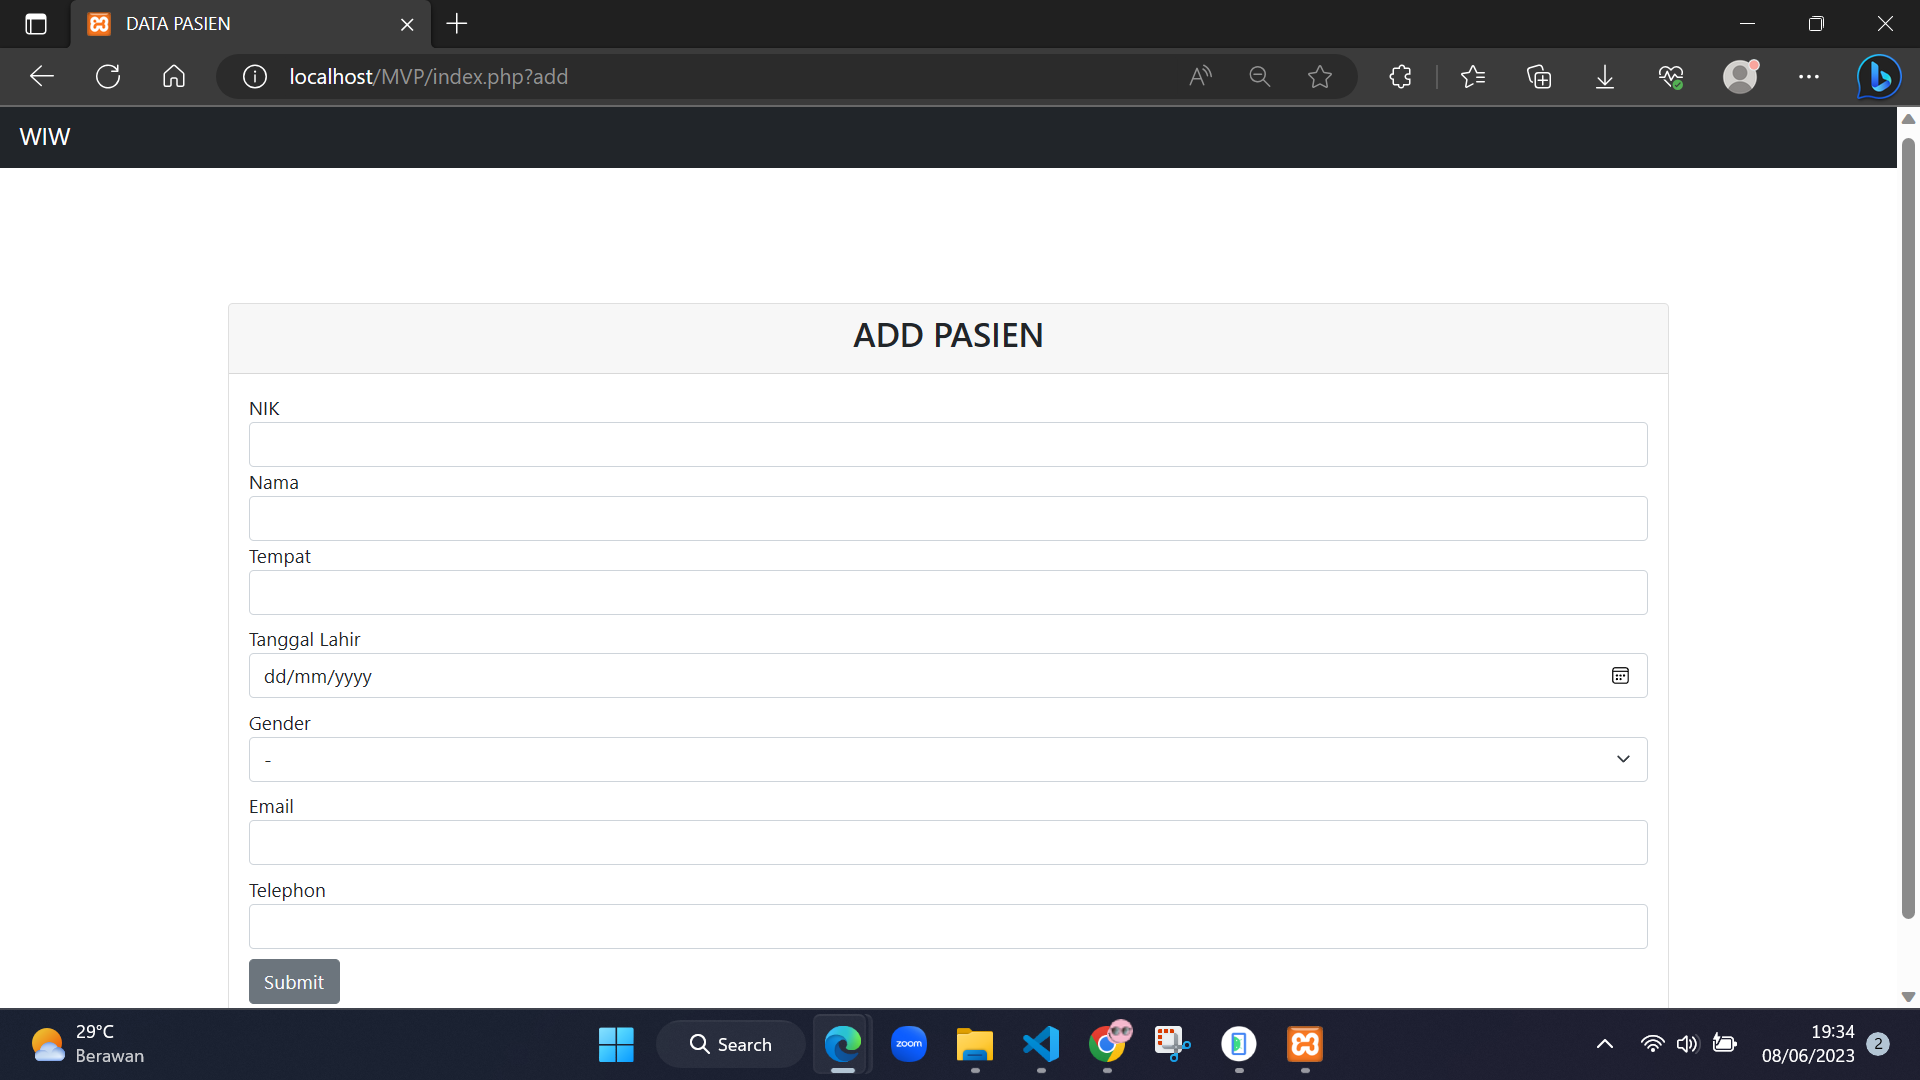 DATA PASIEN
localhost/MVP/index.php?add
WIW
ADD PASIEN
NIK
Nama
Tempat
Tanggal Lahir
dd/mm/yyyy
Gender
-
Email
Telephon
Submit
29°C
Berawan
Search
zoom
19:34
08/06/2023
2